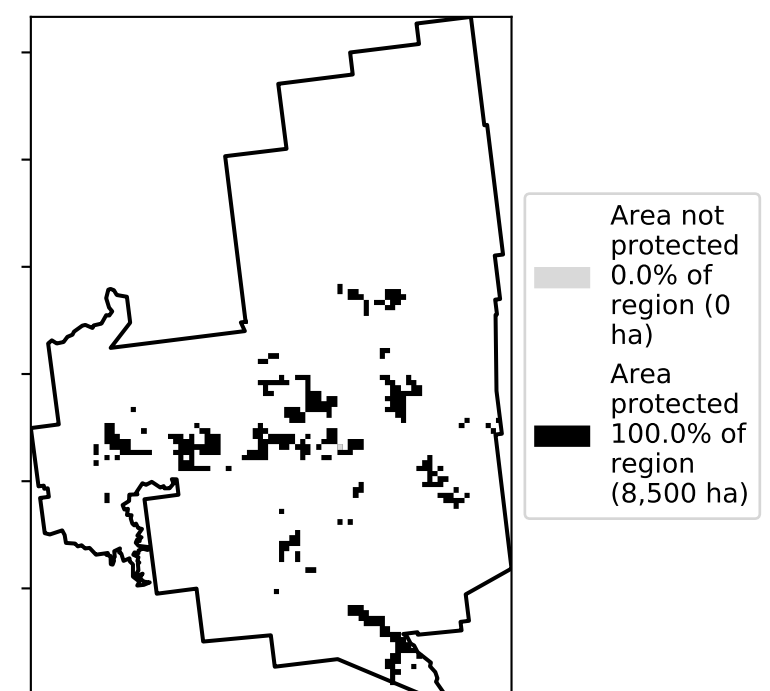 Area not
protected
0.0% of
region (0
ha)
Area
protected
100.0% of
region
(8,500 ha)